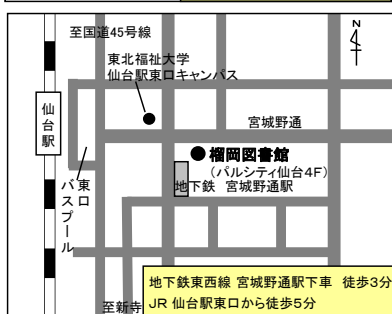 至国道45号線
N
東北福祉大学
仙台駅東口キャンパス
仙台駅
宮城野通
榴岡図書館
(パルシティ仙台4F)
地下鉄 宮城野通駅
東口
バスプール
地下鉄東西線 宮城野通駅下車 徒歩3分
JR 仙台駅東口から徒歩5分
至新寺